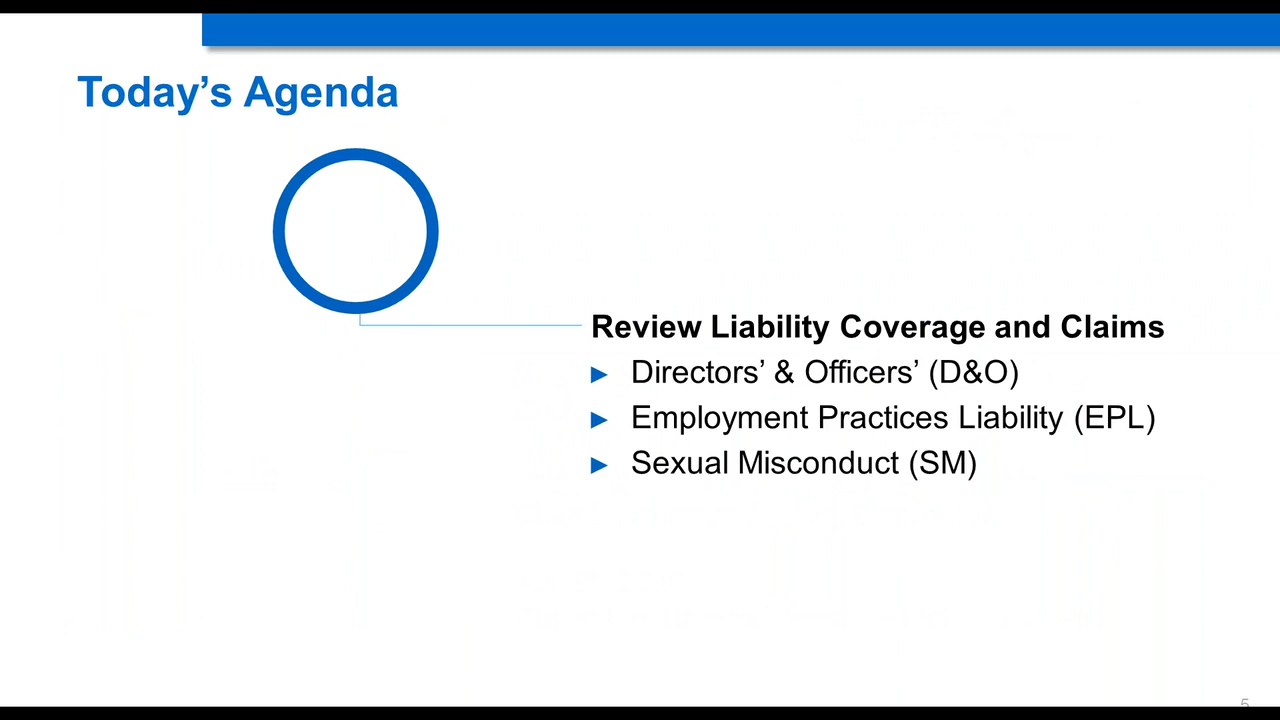 Today’s Agenda
Review Liability Coverage and Claims
► Directors’ & Officers’ (D&O)
► Employment Practices Liability (EPL)
► Sexual Misconduct (SM)
5